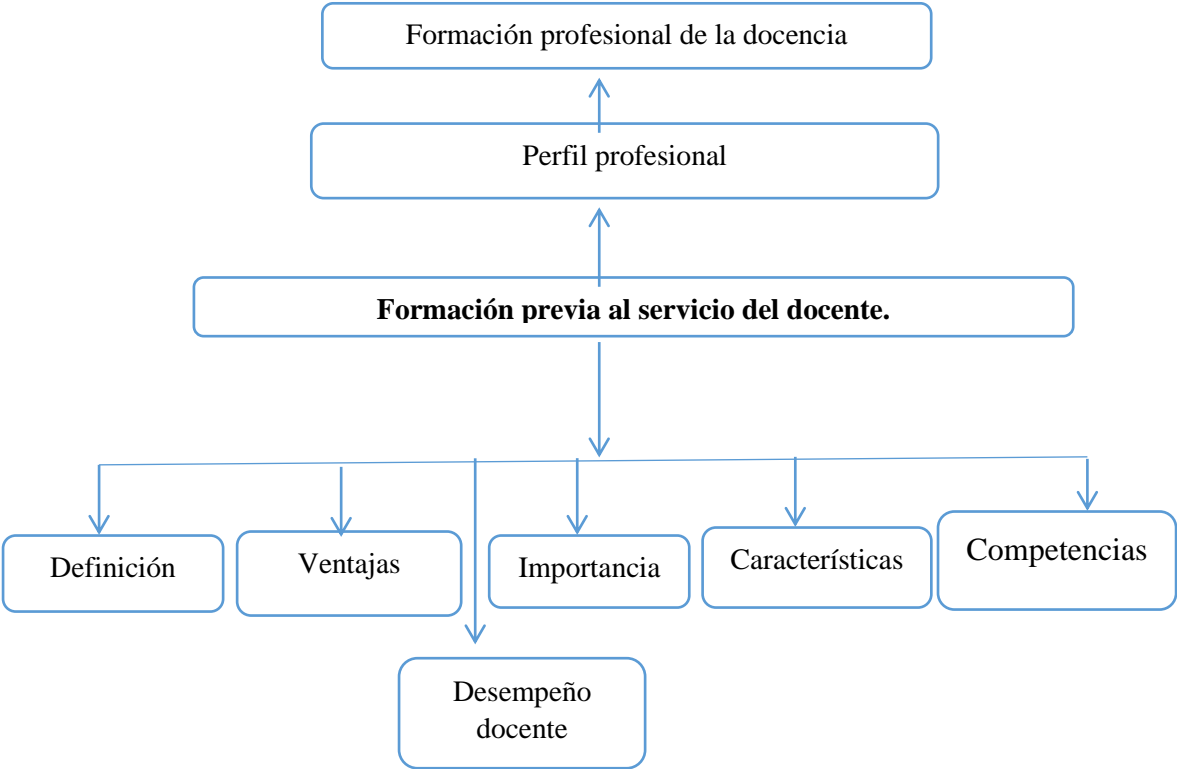 Formación profesional de la docencia
Perfil profesional
Formación previa al servicio del docente.
Definición
Ventajas
Importancia
Característícas
Competencias
Desempeño
docente